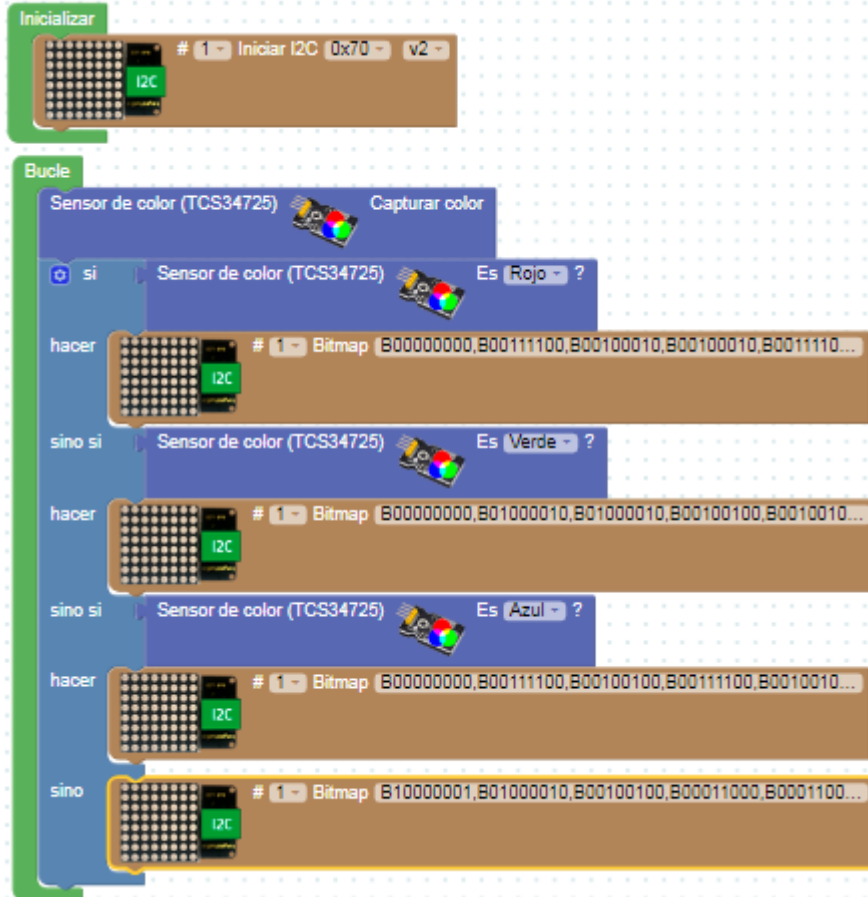 Inicializar
# 1 Iniciar I2C 0x70 v2
I2C
Bucle
Sensor de color (TCS34725) Capturar color
si Sensor de color (TCS34725) Es Rojo ?
hacer # 1 Bitmap B00000000,B00111100,B00100010,B00100010,B0011110...
I2C
sino si Sensor de color (TCS34725) Es Verde ?
hacer # 1 Bitmap B00000000,B01000010,B01000010,B00100100,B0010010...
I2C
sino si Sensor de color (TCS34725) Es Azul ?
hacer # 1 Bitmap B00000000,B00111100,B00100100,B00111100,B0010010...
I2C
sino # 1 Bitmap B10000001,B01000010,B00100100,B00011000,B0001100...
I2C